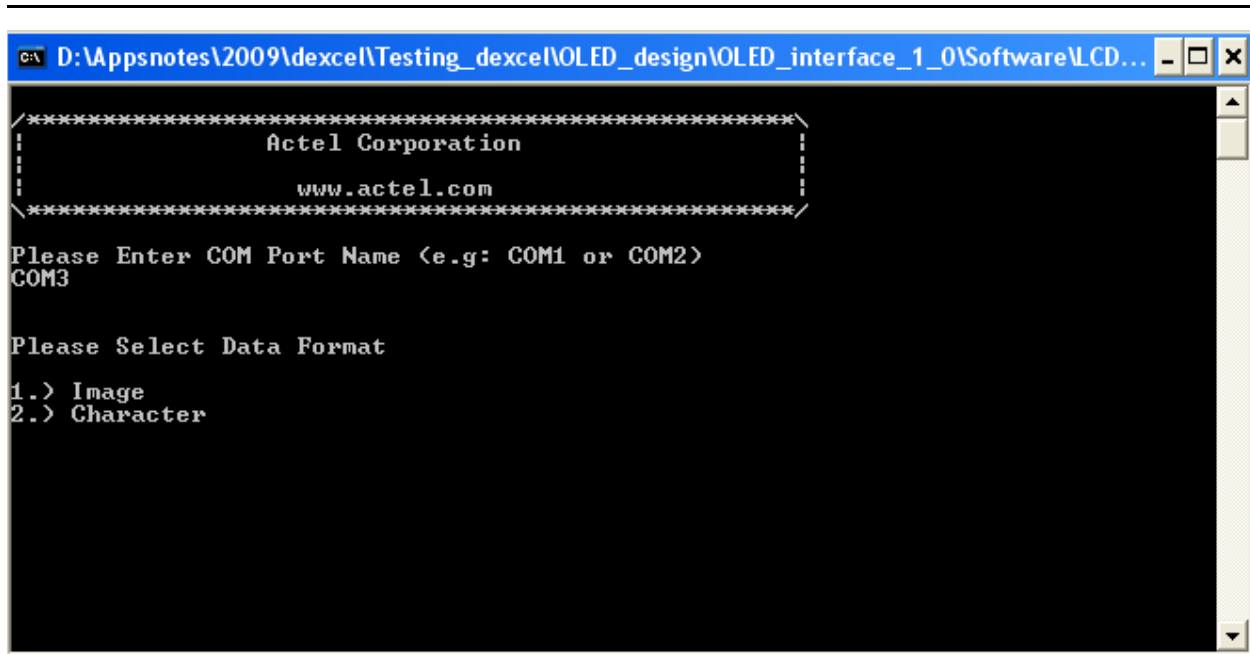 D:\Appsnotes\2009\dexcel\Testing_dexcel\OLED_design\OLED_interface_1_0\Software\LCD...
/***************************************************\
| Actel Corporation |
| |
| www.actel.com |
\***************************************************/
Please Enter COM Port Name (e.g: COM1 or COM2)
COM3
Please Select Data Format
1.) Image
2.) Character